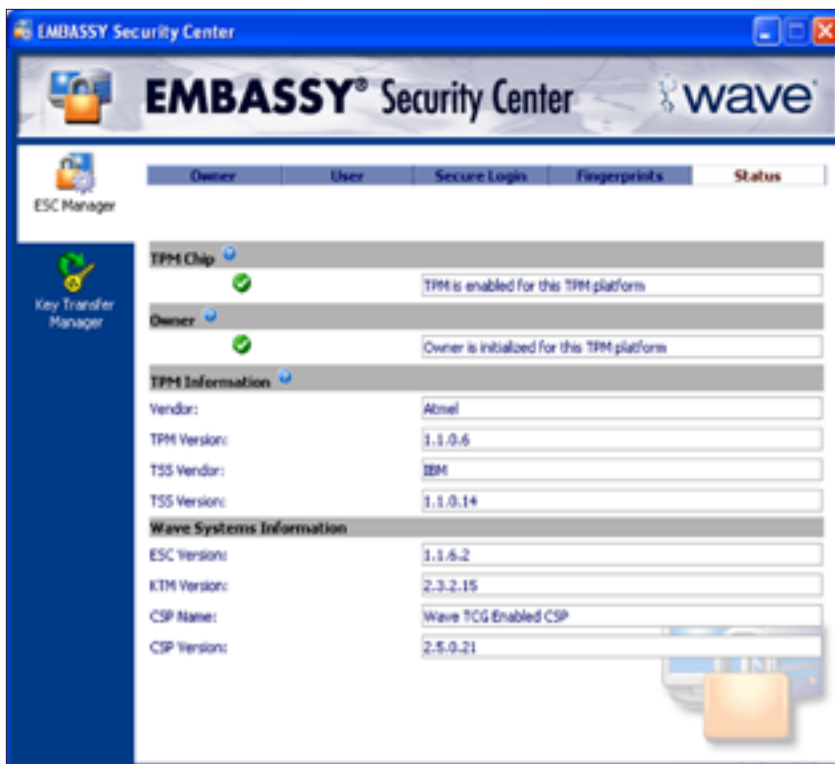 EMBASSY Security Center
EMBASSY® Security Center wave
Owner User Secure Login Fingerprints Status
ESC Manager
Key Transfer
Manager
TPM Chip
TPM is enabled for this TPM platform
Owner
Owner is initialized for this TPM platform
TPM Information
Vendor: Atmel
TPM Version: 1.1.0.6
TSS Vendor: IBM
TSS Version: 1.1.0.14
Wave Systems Information
ESC Version: 1.1.6.2
KTM Version: 2.3.2.15
CSP Name: Wave TCG Enabled CSP
CSP Version: 2.5.0.21